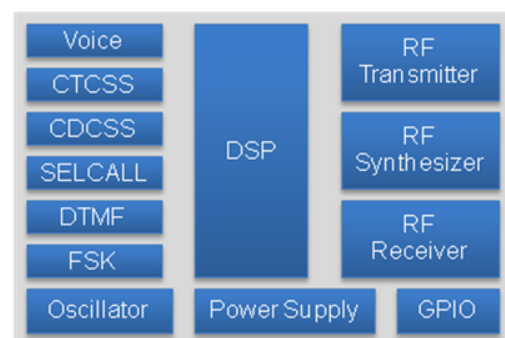 Voice
CTCSS
CDCSS
SELCALL
DTMF
FSK
DSP
RF
Transmitter
RF
Synthesizer
RF
Receiver
Oscillator
Power Supply
GPIO